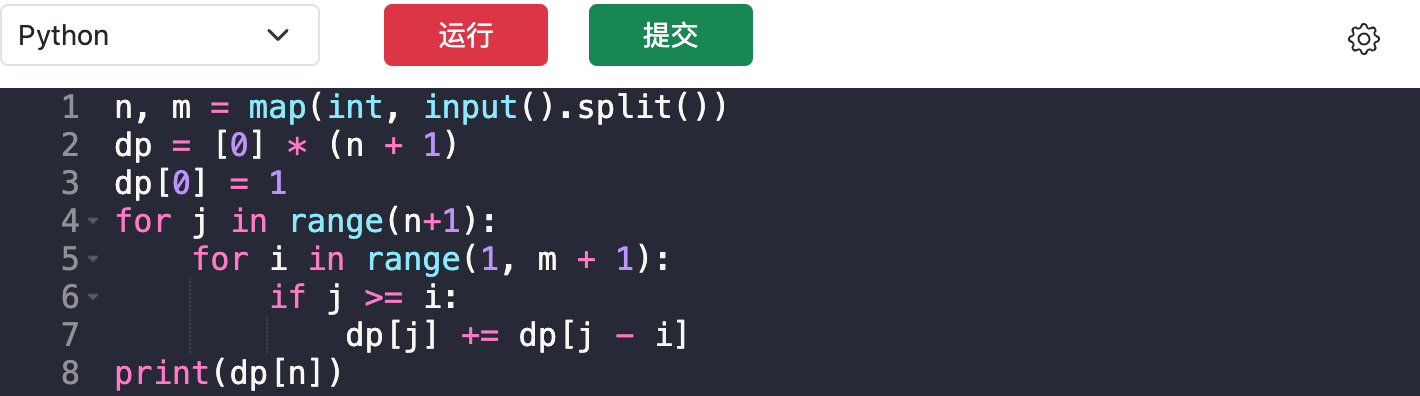 Python 运行 提交
1 n, m = map(int, input().split())
2 dp = [0] * (n + 1)
3 dp[0] = 1
4 for j in range(n+1):
5     for i in range(1, m + 1):
6         if j >= i:
7             dp[j] += dp[j - i]
8 print(dp[n])